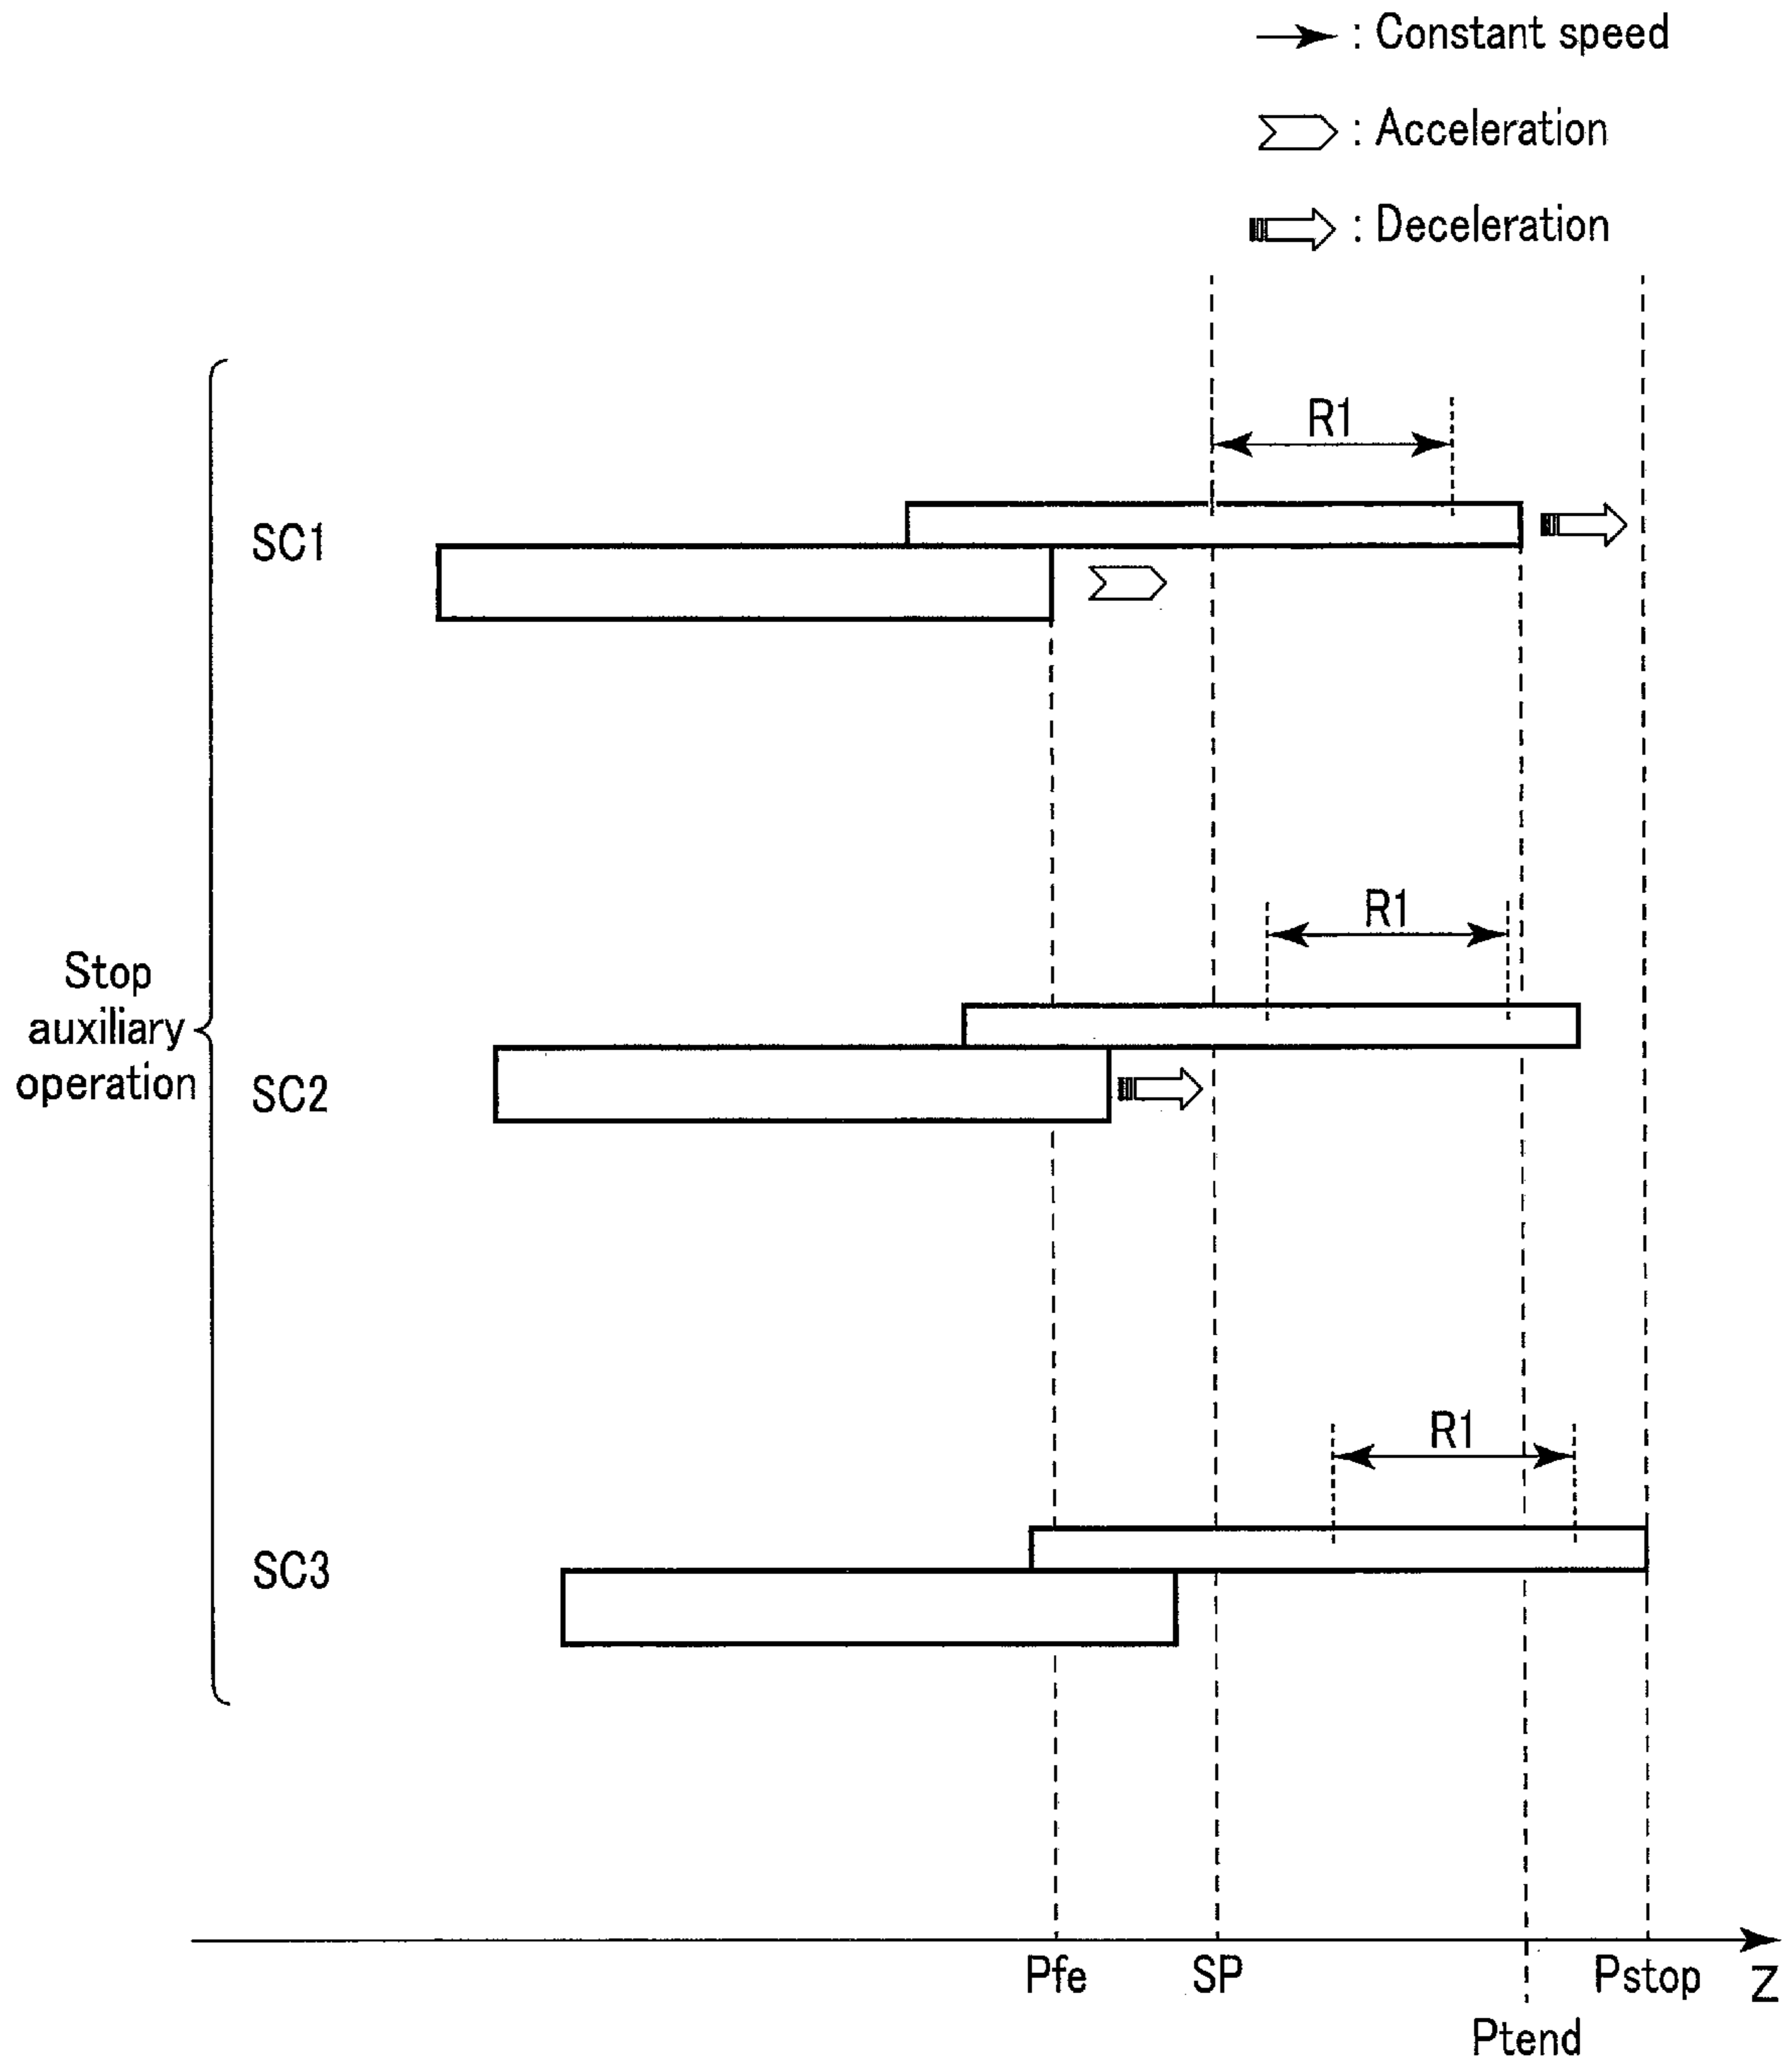 : Constant speed
: Acceleration
: Deceleration
R1
SC1
R1
Stop
auxiliary
operation
SC2
R1
SC3
Pfe
SP
Pstop
Z
Ptend